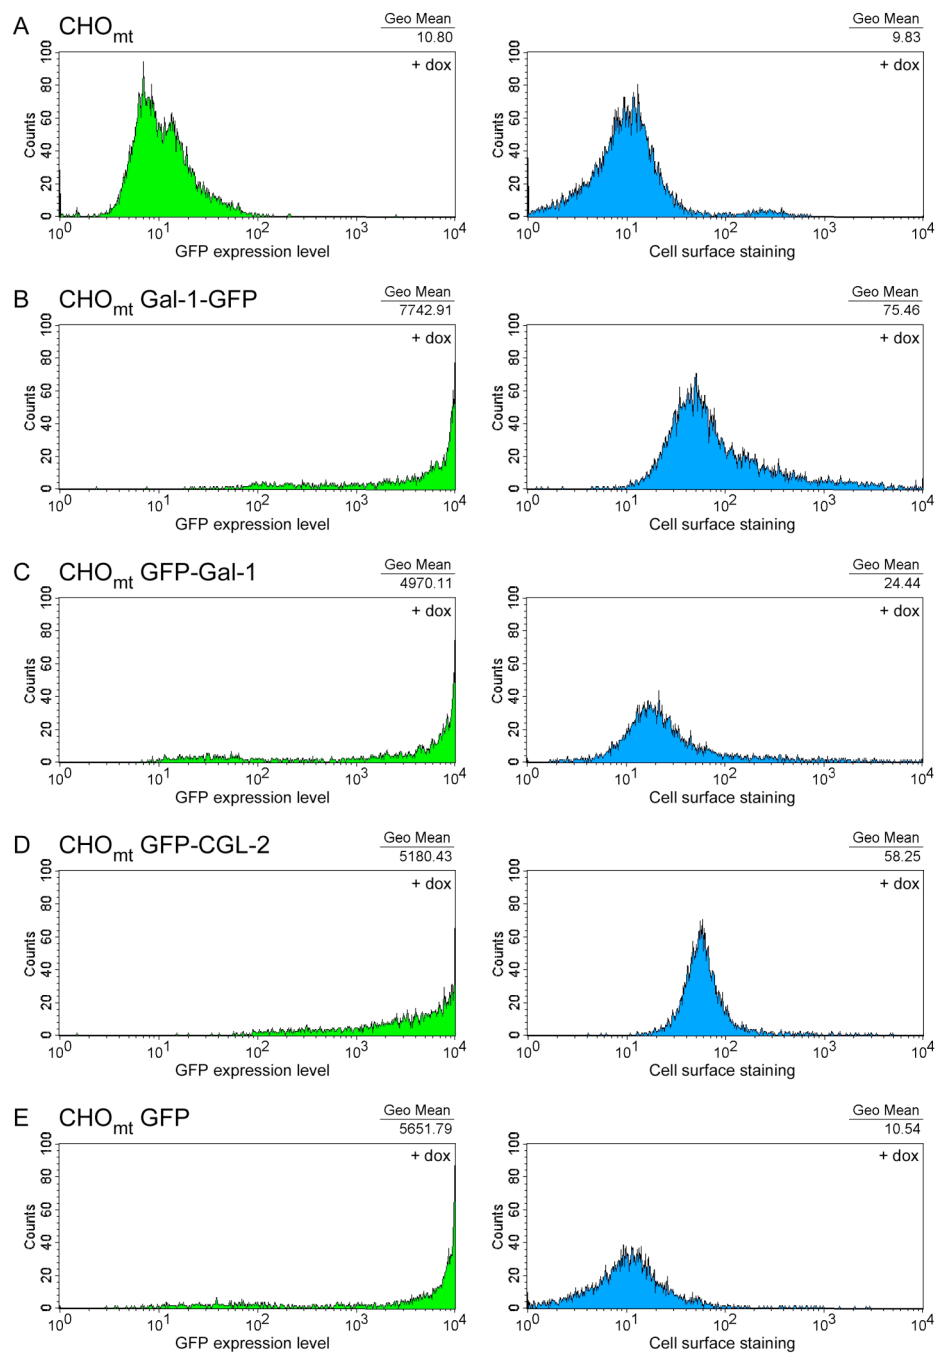 A CHOmt
Geo Mean
10.80
Geo Mean
9.83
+ dox
+ dox
Counts
0 20 40 60 80 100
10^0 10^1 10^2 10^3 10^4
GFP expression level
Counts
0 20 40 60 80 100
10^0 10^1 10^2 10^3 10^4
Cell surface staining
B CHOmt Gal-1-GFP
Geo Mean
7742.91
Geo Mean
75.46
+ dox
+ dox
Counts
0 20 40 60 80 100
10^0 10^1 10^2 10^3 10^4
GFP expression level
Counts
0 20 40 60 80 100
10^0 10^1 10^2 10^3 10^4
Cell surface staining
C CHOmt GFP-Gal-1
Geo Mean
4970.11
Geo Mean
24.44
+ dox
+ dox
Counts
0 20 40 60 80 100
10^0 10^1 10^2 10^3 10^4
GFP expression level
Counts
0 20 40 60 80 100
10^0 10^1 10^2 10^3 10^4
Cell surface staining
D CHOmt GFP-CGL-2
Geo Mean
5180.43
Geo Mean
58.25
+ dox
+ dox
Counts
0 20 40 60 80 100
10^0 10^1 10^2 10^3 10^4
GFP expression level
Counts
0 20 40 60 80 100
10^0 10^1 10^2 10^3 10^4
Cell surface staining
E CHOmt GFP
Geo Mean
5651.79
Geo Mean
10.54
+ dox
+ dox
Counts
0 20 40 60 80 100
10^0 10^1 10^2 10^3 10^4
GFP expression level
Counts
0 20 40 60 80 100
10^0 10^1 10^2 10^3 10^4
Cell surface staining